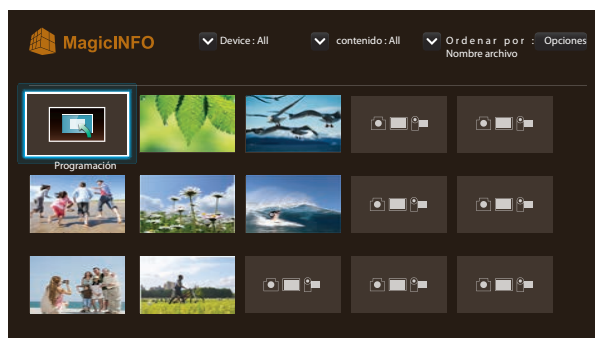 MagicINFO
Device : All
contenido : All
Ordenar por :
Nombre archivo
Opciones
Programación